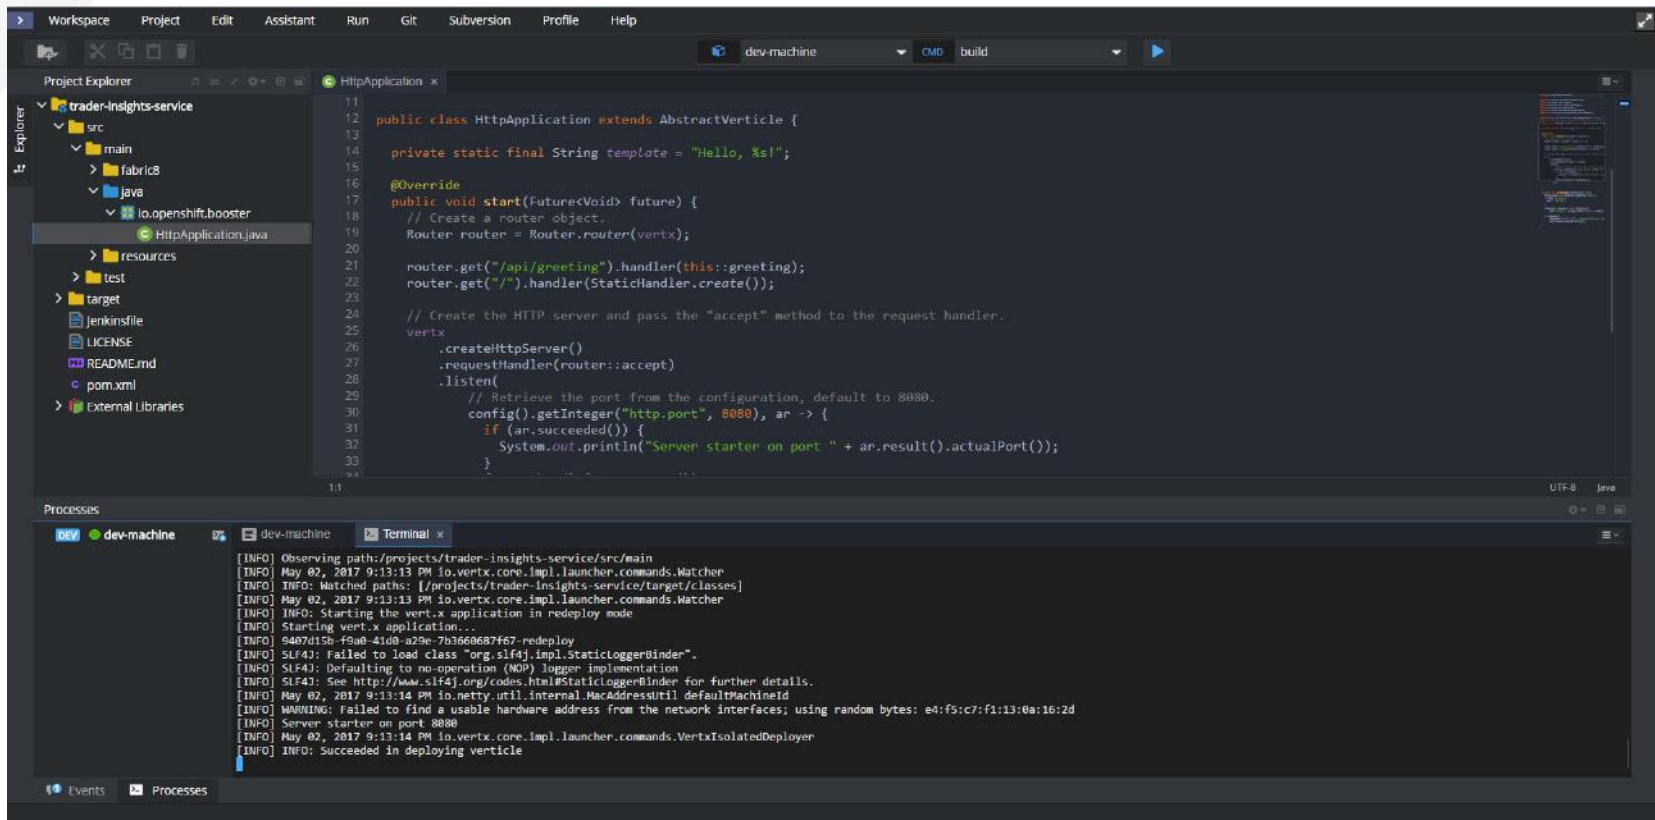 Workspace Project Edit Assistant Run Git Subversion Profile Help
dev-machine CMD build
Project Explorer
HttpApplication ×
Explorer
trader-insights-service
src
main
fabric8
java
io.openshift.booster
HttpApplication.java
resources
test
target
Jenkinsfile
LICENSE
README.md
pom.xml
External Libraries
11
12 public class HttpApplication extends AbstractVerticle {
13
14 private static final String template = "Hello, %s!";
15
16 @Override
17 public void start(Future<Void> future) {
18 // Create a router object.
19 Router router = Router.router(vertx);
20
21 router.get("/api/greeting").handler(this::greeting);
22 router.get("/").handler(StaticHandler.create());
23
24 // Create the HTTP server and pass the "accept" method to the request handler.
25 vertx
26 .createHttpServer()
27 .requestHandler(router::accept)
28 .listen(
29 // Retrieve the port from the configuration, default to 8080.
30 config().getInteger("http.port", 8080), ar -> {
31 if (ar.succeeded()) {
32 System.out.println("Server starter on port " + ar.result().actualPort());
33 }
1:1 UTF-8 Java
Processes
DEV dev-machine
dev-machine Terminal ×
[INFO] Observing path:/projects/trader-insights-service/src/main
[INFO] May 02, 2017 9:13:13 PM io.vertx.core.impl.launcher.commands.Watcher
[INFO] INFO: Watched paths: [/projects/trader-insights-service/target/classes]
[INFO] May 02, 2017 9:13:13 PM io.vertx.core.impl.launcher.commands.Watcher
[INFO] INFO: Starting the vert.x application in redeploy mode
[INFO] Starting vert.x application...
[INFO] 9407d15b-f9a0-41d0-a29e-7b3660687f67-redeploy
[INFO] SLF4J: Failed to load class "org.slf4j.impl.StaticLoggerBinder".
[INFO] SLF4J: Defaulting to no-operation (NOP) logger implementation
[INFO] SLF4J: See http://www.slf4j.org/codes.html#StaticLoggerBinder for further details.
[INFO] May 02, 2017 9:13:14 PM io.netty.util.internal.MacAddressUtil defaultMachineId
[INFO] WARNING: Failed to find a usable hardware address from the network interfaces; using random bytes: e4:f5:c7:f1:13:0a:16:2d
[INFO] Server starter on port 8080
[INFO] May 02, 2017 9:13:14 PM io.vertx.core.impl.launcher.commands.VertxIsolatedDeployer
[INFO] INFO: Succeeded in deploying verticle
Events Processes